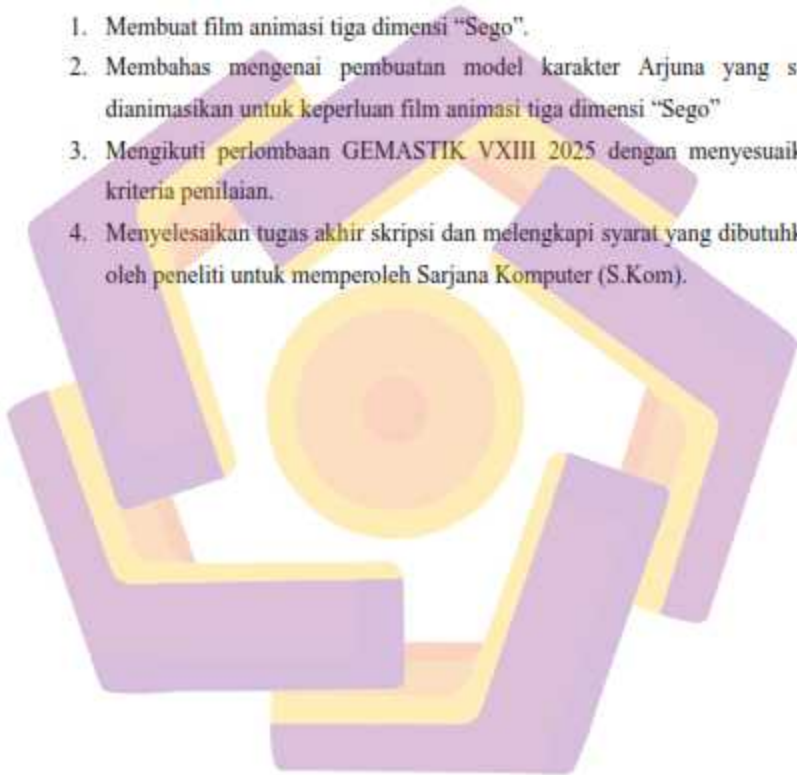 1. Membuat film animasi tiga dimensi “Sego”.
2. Membahas mengenai pembuatan model karakter Arjuna yang s
dianimasikan untuk keperluan film animasi tiga dimensi “Sego”
3. Mengikuti perlombaan GEMASTIK VXIII 2025 dengan menyesuaik
kriteria penilaian.
4. Menyelesaikan tugas akhir skripsi dan melengkapi syarat yang dibutuhk
oleh peneliti untuk memperoleh Sarjana Komputer (S.Kom).